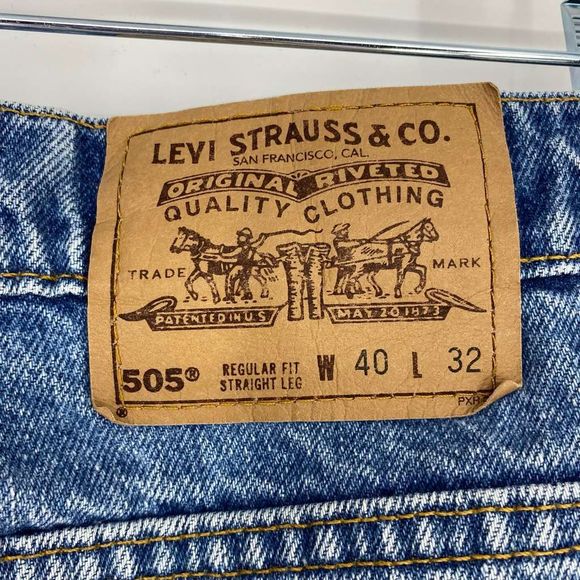 LEVI STRAUSS & CO.
SAN FRANCISCO, CAL.
ORIGINAL RIVETED
QUALITY CLOTHING
TRADE MARK
PATENTED IN U.S. MAY 20 1873
505® REGULAR FIT STRAIGHT LEG W 40 L 32
®